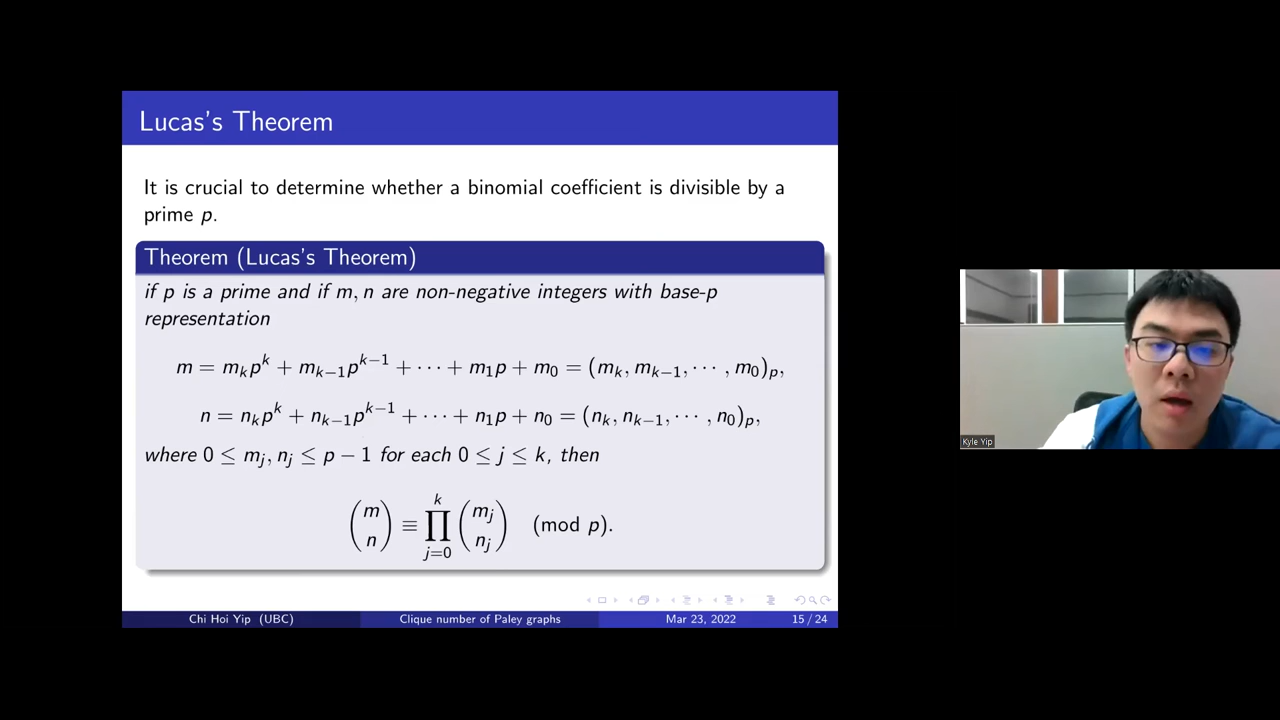 Lucas's Theorem
It is crucial to determine whether a binomial coefficient is divisible by a
prime p.
Theorem (Lucas's Theorem)
if p is a prime and if m, n are non-negative integers with base-p
representation
m = m_k p^k + m_{k−1} p^{k−1} + ⋯ + m_1 p + m_0 = (m_k, m_{k−1}, ⋯ , m_0)_p,
n = n_k p^k + n_{k−1} p^{k−1} + ⋯ + n_1 p + n_0 = (n_k, n_{k−1}, ⋯ , n_0)_p,
where 0 ≤ m_j, n_j ≤ p − 1 for each 0 ≤ j ≤ k, then
\binom{m}{n} ≡ \prod_{j=0}^{k} \binom{m_j}{n_j} (mod p).
Kyle Yip
Chi Hoi Yip (UBC) Clique number of Paley graphs Mar 23, 2022 15 / 24